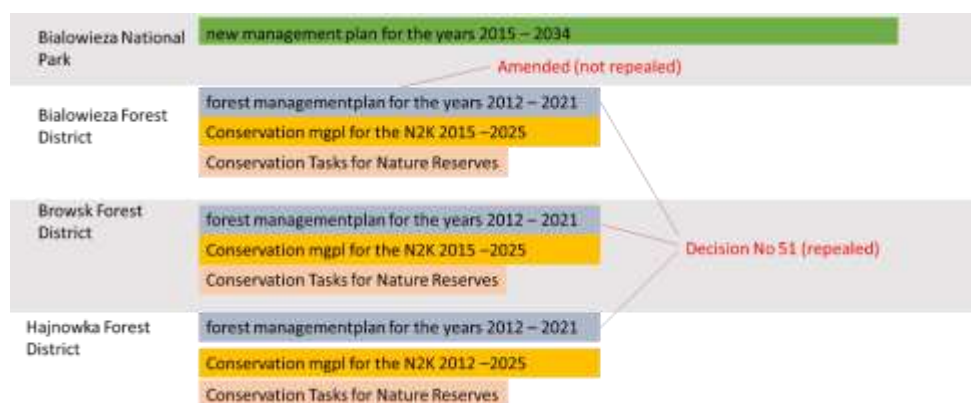 Bialowieza National
Park
new management plan for the years 2015 – 2034
Amended (not repealed)
Bialowieza Forest
District
forest managementplan for the years 2012 – 2021
Conservation mgpl for the N2K 2015 –2025
Conservation Tasks for Nature Reserves
Browsk Forest
District
forest managementplan for the years 2012 – 2021
Conservation mgpl for the N2K 2015 –2025
Conservation Tasks for Nature Reserves
Decision No 51 (repealed)
Hajnowka Forest
District
forest managementplan for the years 2012 – 2021
Conservation mgpl for the N2K 2012 –2025
Conservation Tasks for Nature Reserves